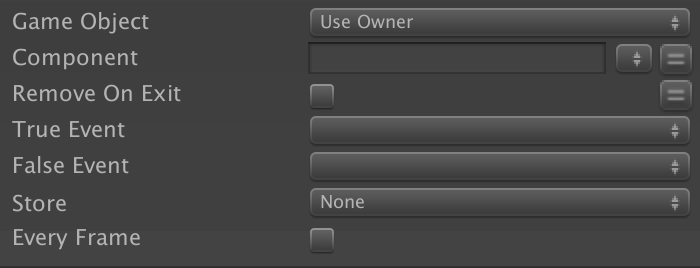 Game Object Use Owner
Component
Remove On Exit
True Event
False Event
Store None
Every Frame